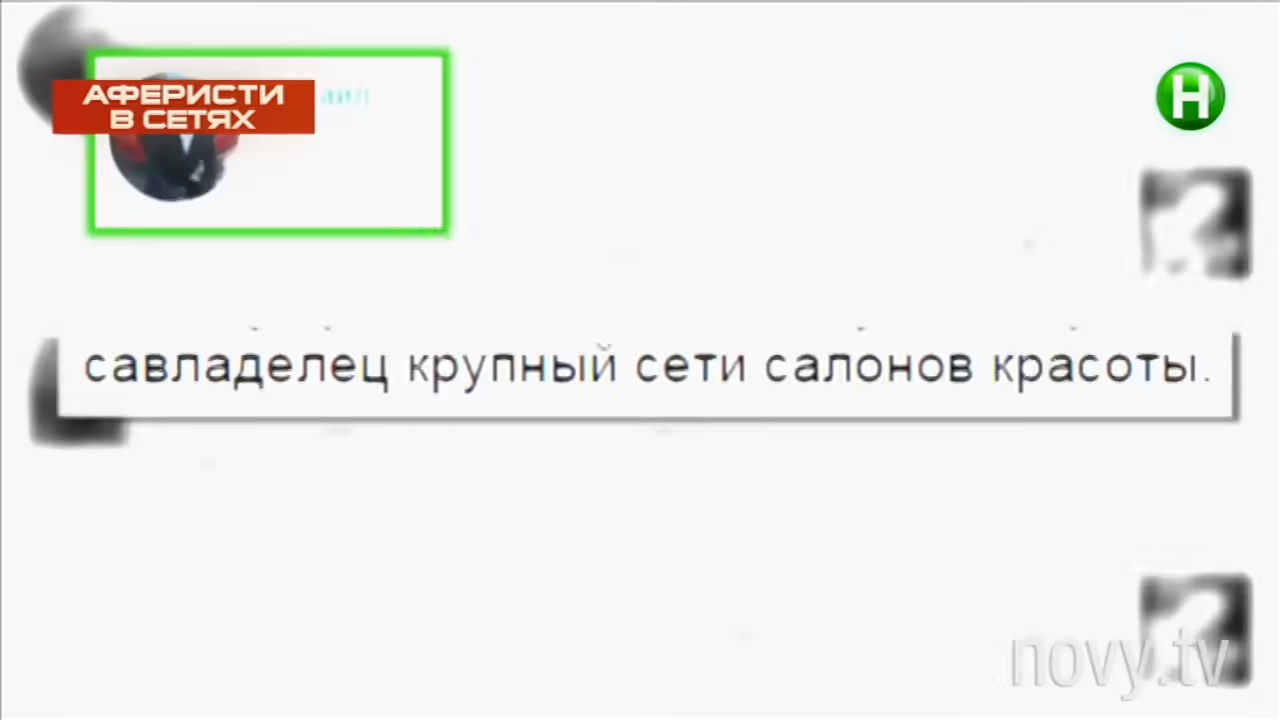 АФЕРИСТИ
В СЕТЯХ
Н
савладелец крупный сети салонов красоты.
novy.tv